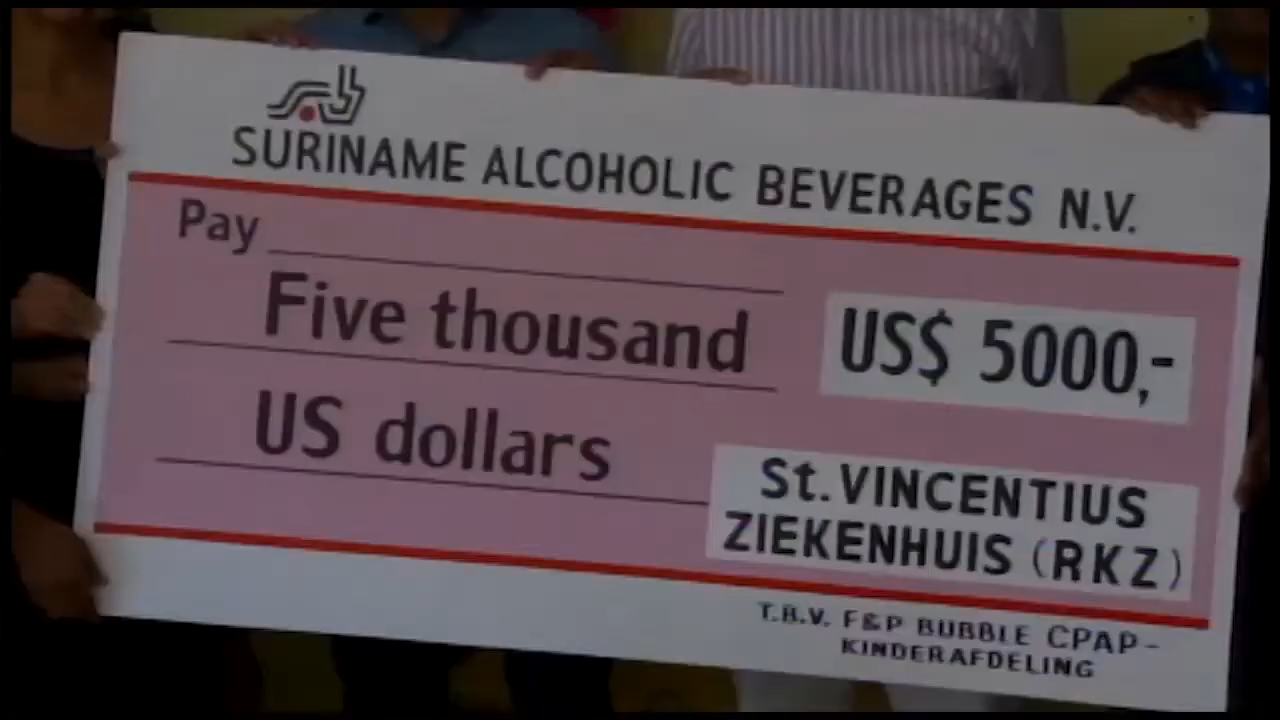 SURINAME ALCOHOLIC BEVERAGES N.V.
Pay
Five thousand
US$ 5000,-
US dollars
St. VINCENTIUS
ZIEKENHUIS (RKZ)
T.B.V. F&P BUBBLE CPAP-
KINDERAFDELING